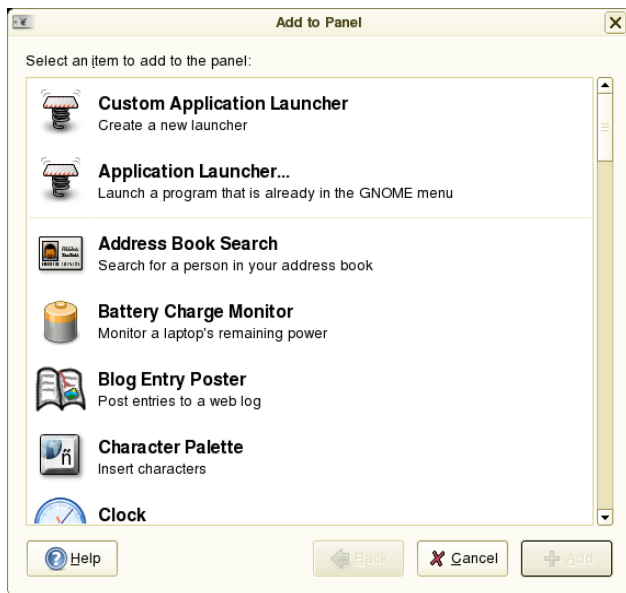 Add to Panel
Select an item to add to the panel:
Custom Application Launcher
Create a new launcher
Application Launcher...
Launch a program that is already in the GNOME menu
Address Book Search
Search for a person in your address book
Battery Charge Monitor
Monitor a laptop's remaining power
Blog Entry Poster
Post entries to a web log
Character Palette
ñ
Insert characters
Clock
Help
Back
Cancel
Add